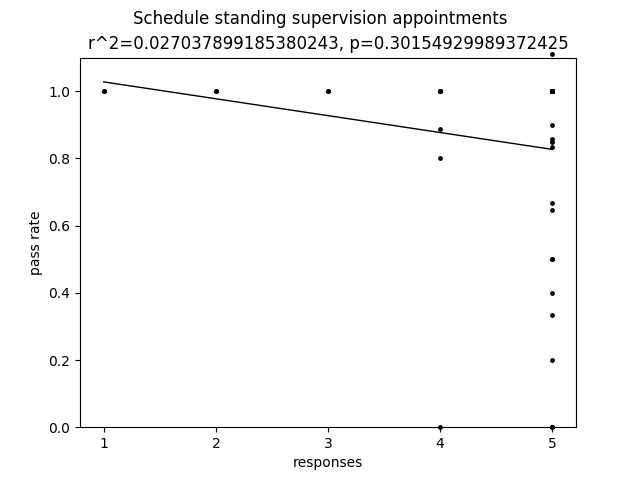 Schedule standing supervision appointments
r^2=0.027037899185380243, p=0.30154929989372425
1.0
0.8
0.6
0.4
0.2
0.0
pass rate
1 2 3 4 5
responses